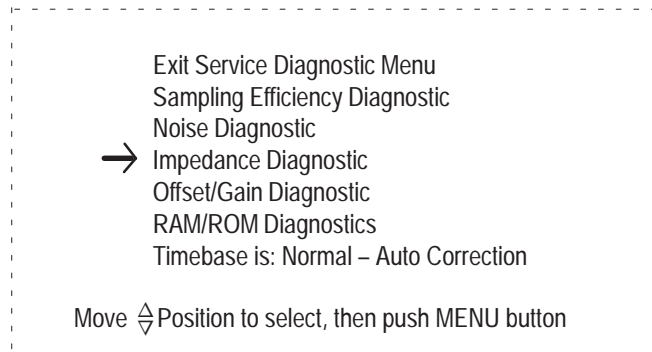 Exit Service Diagnostic Menu
Sampling Efficiency Diagnostic
Noise Diagnostic
Impedance Diagnostic
Offset/Gain Diagnostic
RAM/ROM Diagnostics
Timebase is: Normal – Auto Correction
Move Position to select, then push MENU button